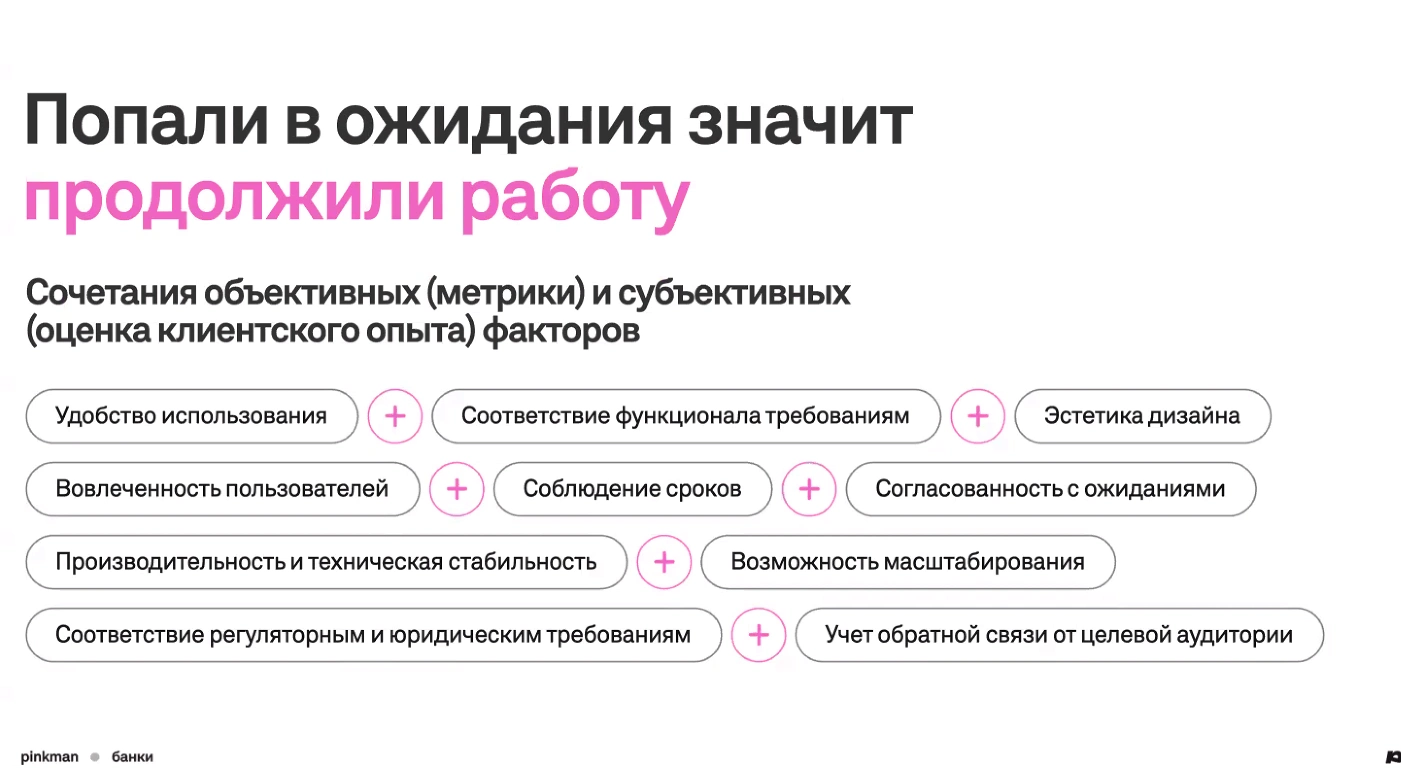 Попали в ожидания значит
продолжили работу
Сочетания объективных (метрики) и субъективных
(оценка клиентского опыта) факторов
Удобство использования + Соответствие функционала требованиям + Эстетика дизайна
Вовлеченность пользователей + Соблюдение сроков + Согласованность с ожиданиями
Производительность и техническая стабильность + Возможность масштабирования
Соответствие регуляторным и юридическим требованиям + Учет обратной связи от целевой аудитории
pinkman банки